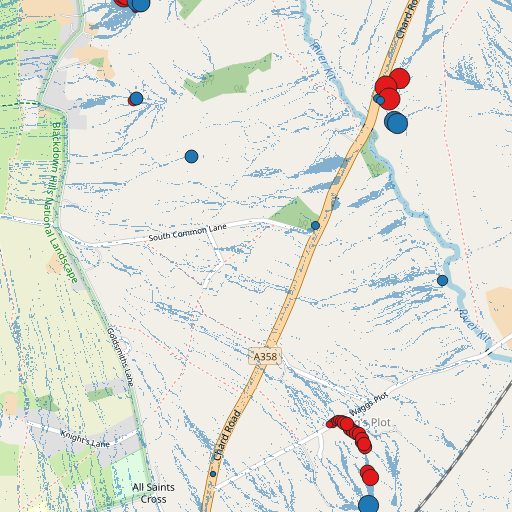 Chard Road
River Kit
Blackdown Hills National Landscape
South Common Lane
River Kit
Goldsmiths Lane
A358
Waggs Plot
Chard Road
Knight's Lane
All Saints
Cross